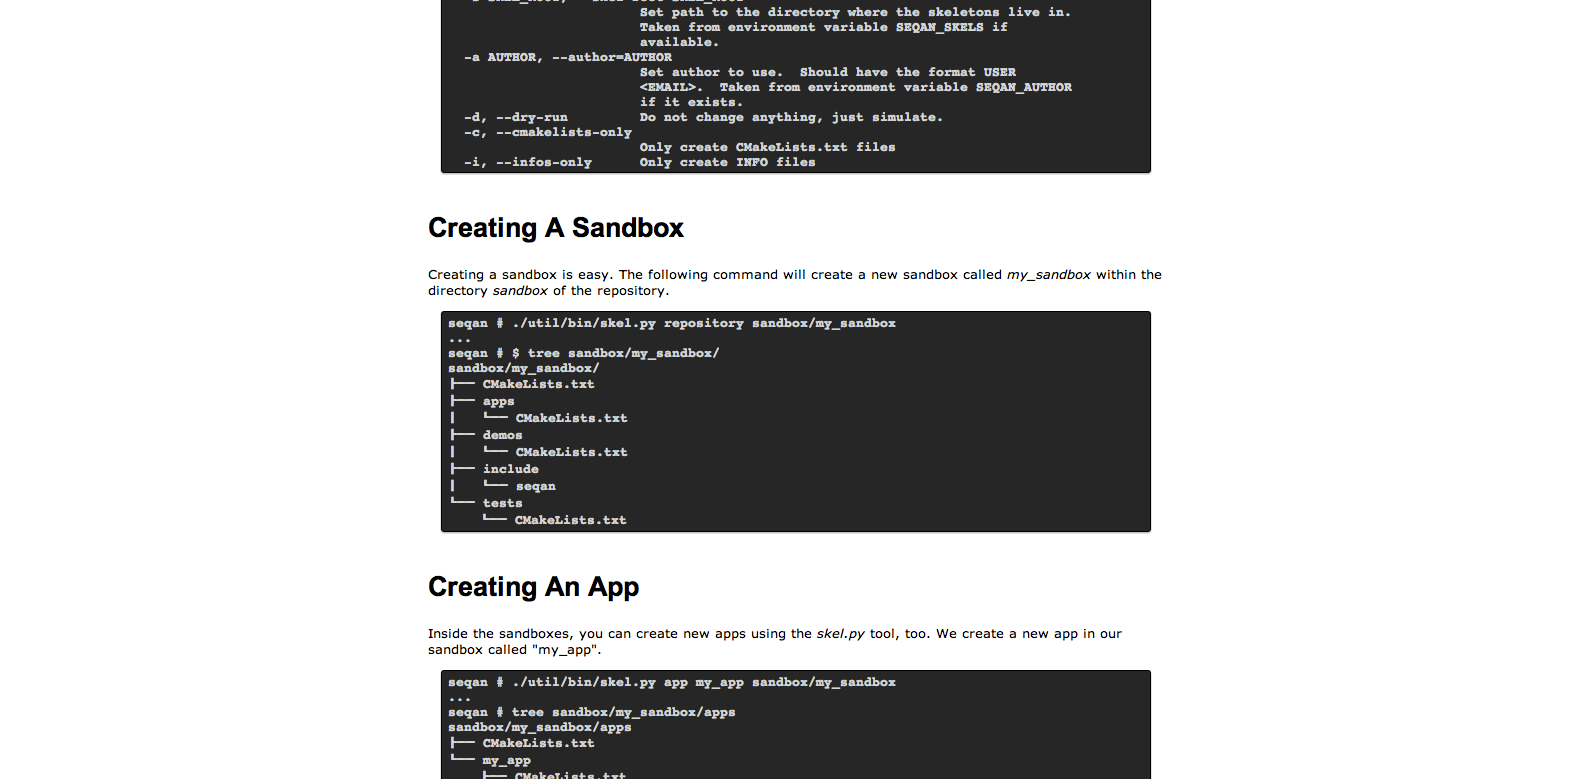 Set path to the directory where the skeletons live in.
Taken from environment variable SEQAN_SKELS if
available.
-a AUTHOR, --author=AUTHOR
Set author to use.  Should have the format USER
<EMAIL>.  Taken from environment variable SEQAN_AUTHOR
if it exists.
-d, --dry-run         Do not change anything, just simulate.
-c, --cmakelists-only
Only create CMakeLists.txt files
-i, --infos-only      Only create INFO files
Creating A Sandbox
Creating a sandbox is easy. The following command will create a new sandbox called my_sandbox within the
directory sandbox of the repository.
seqan # ./util/bin/skel.py repository sandbox/my_sandbox
...
seqan # $ tree sandbox/my_sandbox/
sandbox/my_sandbox/
├── CMakeLists.txt
├── apps
│   └── CMakeLists.txt
├── demos
│   └── CMakeLists.txt
├── include
│   └── seqan
└── tests
    └── CMakeLists.txt
Creating An App
Inside the sandboxes, you can create new apps using the skel.py tool, too. We create a new app in our
sandbox called "my_app".
seqan # ./util/bin/skel.py app my_app sandbox/my_sandbox
...
seqan # tree sandbox/my_sandbox/apps
sandbox/my_sandbox/apps
├── CMakeLists.txt
└── my_app
    ├── CMakeLists.txt